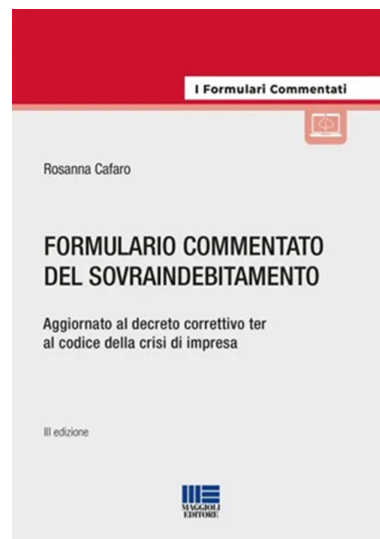 I Formulari Commentati
Rosanna Cafaro
FORMULARIO COMMENTATO
DEL SOVRAINDEBITAMENTO
Aggiornato al decreto correttivo ter
al codice della crisi di impresa
III edizione
MAGGIOLI
EDITORE